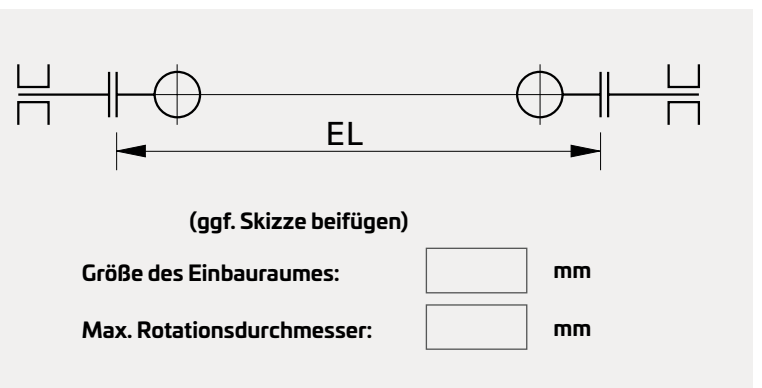 EL
(ggf. Skizze beifügen)
Größe des Einbauraumes: mm
Max. Rotationsdurchmesser: mm